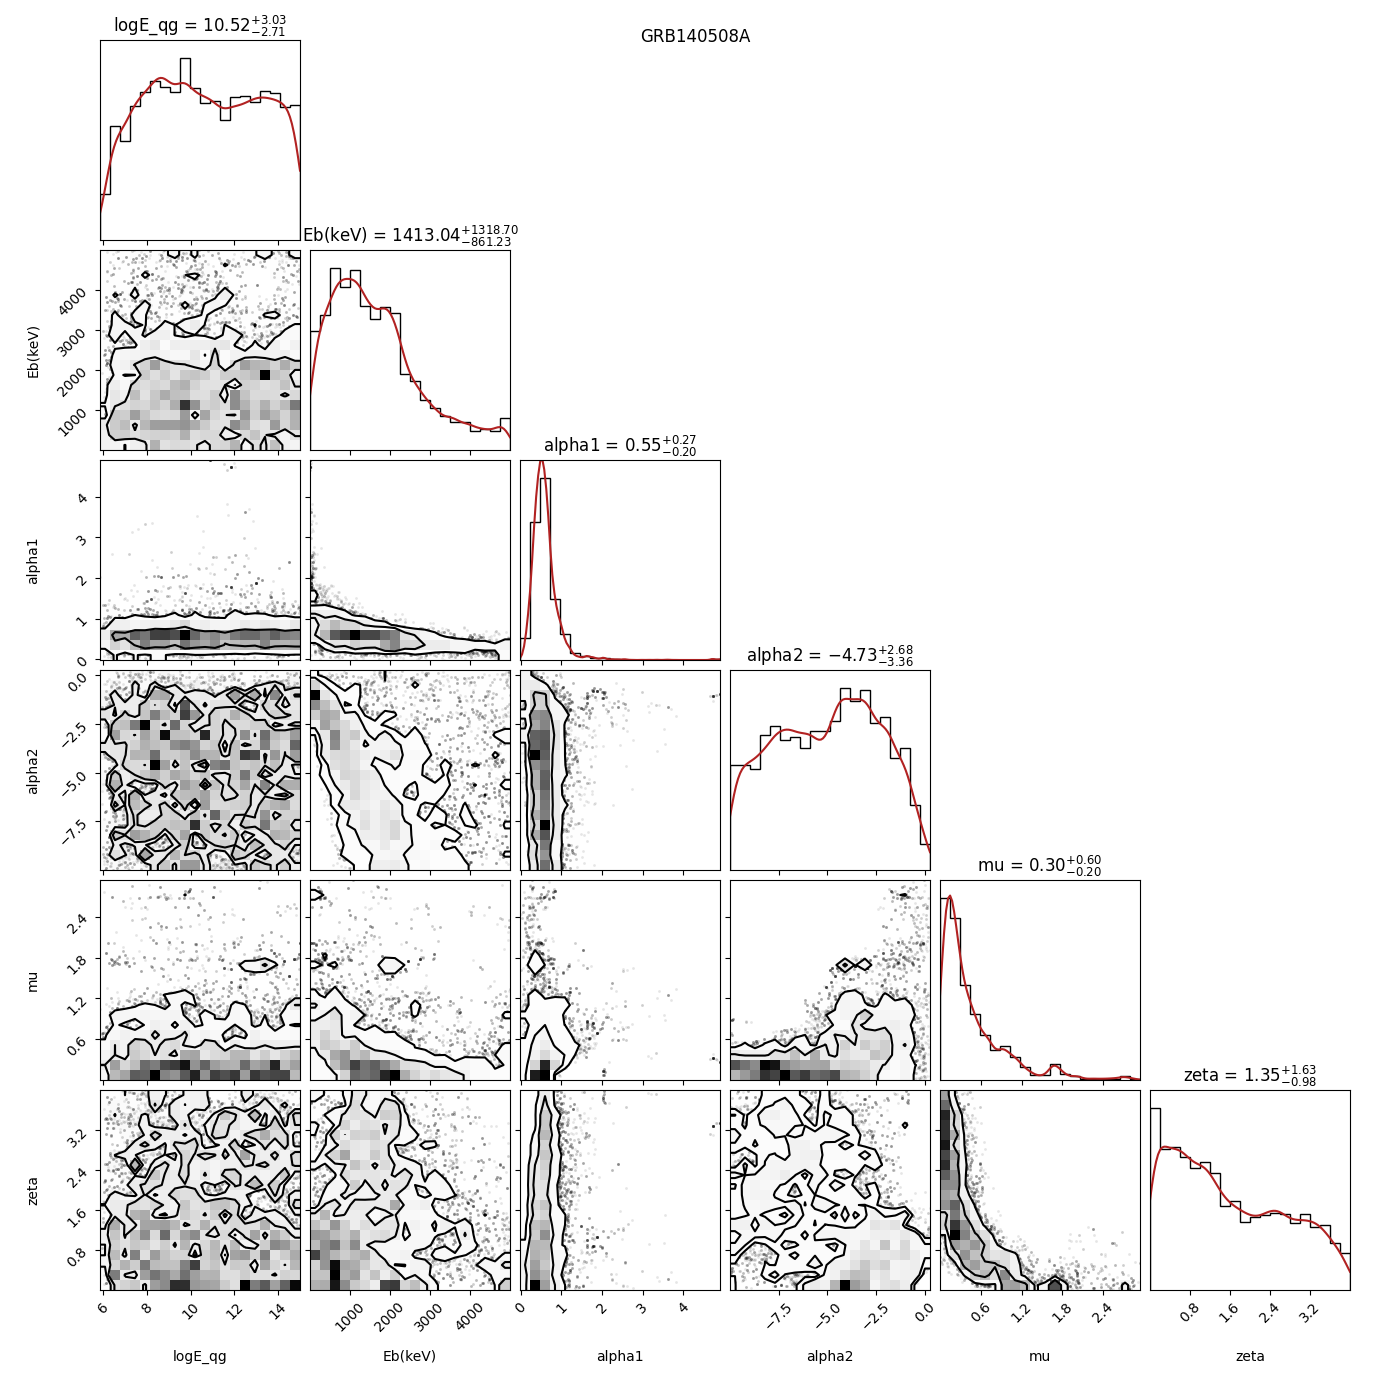 logE_qg = 10.52+3.03−2.71
GRB140508A
Eb(keV) = 1413.04+1318.70−861.23
4000
3000
2000
1000
Eb(keV)
alpha1 = 0.55+0.27−0.20
4
3
2
1
0
alpha1
alpha2 = −4.73+2.68−3.36
0.0
−2.5
−5.0
−7.5
alpha2
mu = 0.30+0.60−0.20
2.4
1.8
1.2
0.6
mu
zeta = 1.35+1.63−0.98
3.2
2.4
1.6
0.8
zeta
6 8 10 12 14 1000 2000 3000 4000 0 1 2 3 4 −7.5 −5.0 −2.5 0.0 0.6 1.2 1.8 2.4 0.8 1.6 2.4 3.2
logE_qg Eb(keV) alpha1 alpha2 mu zeta